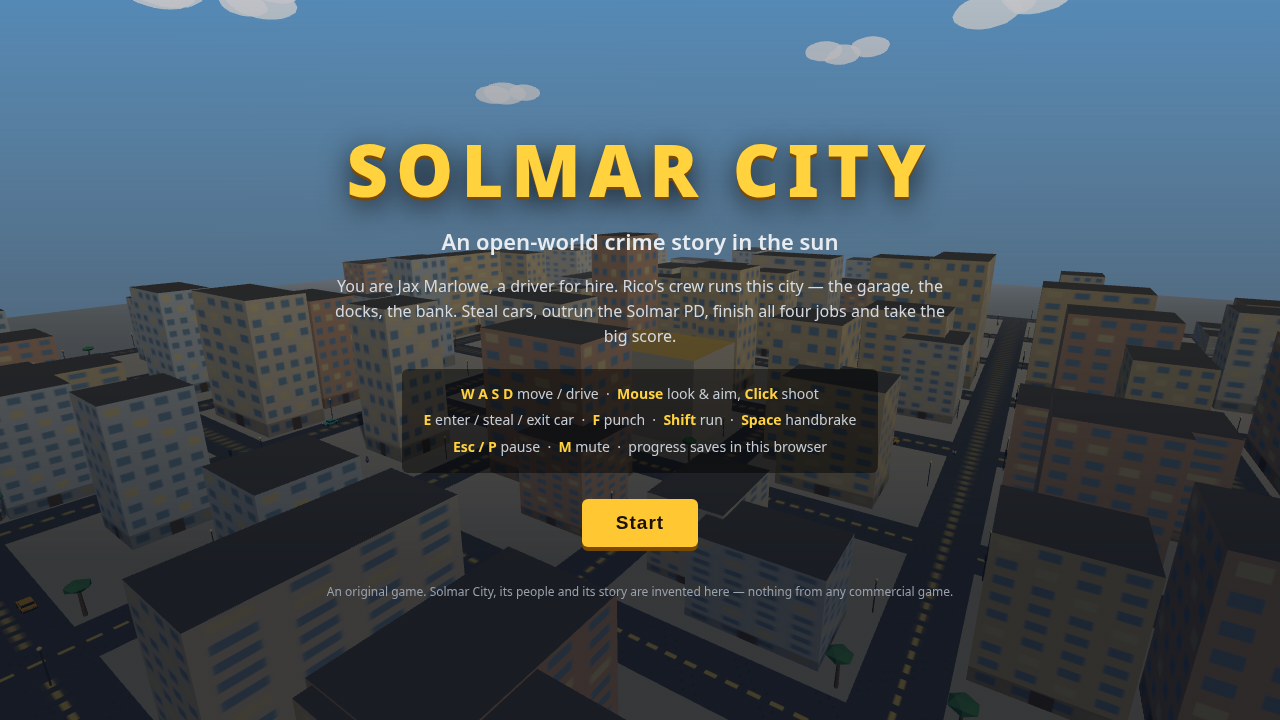 SOLMAR CITY
An open-world crime story in the sun
You are Jax Marlowe, a driver for hire. Rico's crew runs this city — the garage, the
docks, the bank. Steal cars, outrun the Solmar PD, finish all four jobs and take the
big score.
W A S D move / drive · Mouse look & aim, Click shoot
E enter / steal / exit car · F punch · Shift run · Space handbrake
Esc / P pause · M mute · progress saves in this browser
Start
An original game. Solmar City, its people and its story are invented here — nothing from any commercial game.